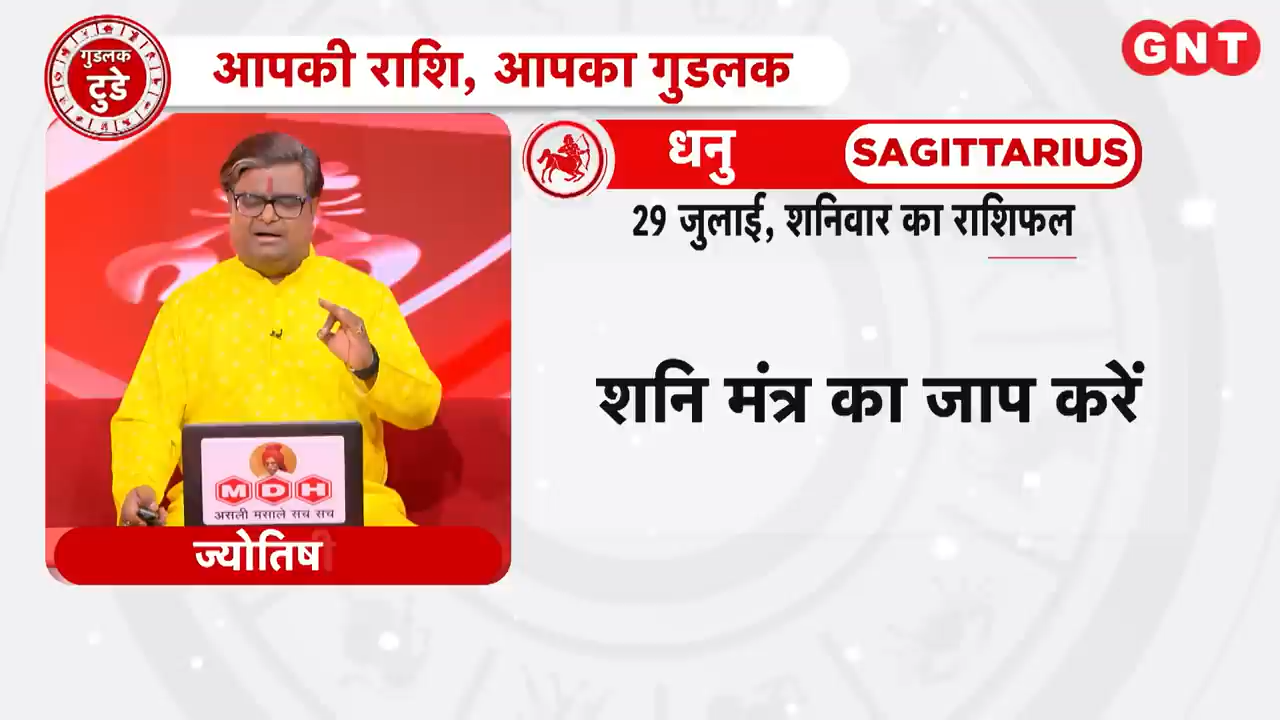 गुडलक
टुडे
आपकी राशि, आपका गुडलक
GNT
धनु
SAGITTARIUS
29 जुलाई, शनिवार का राशिफल
शनि मंत्र का जाप करें
MDH
असली मसाले सच सच
ज्योतिष